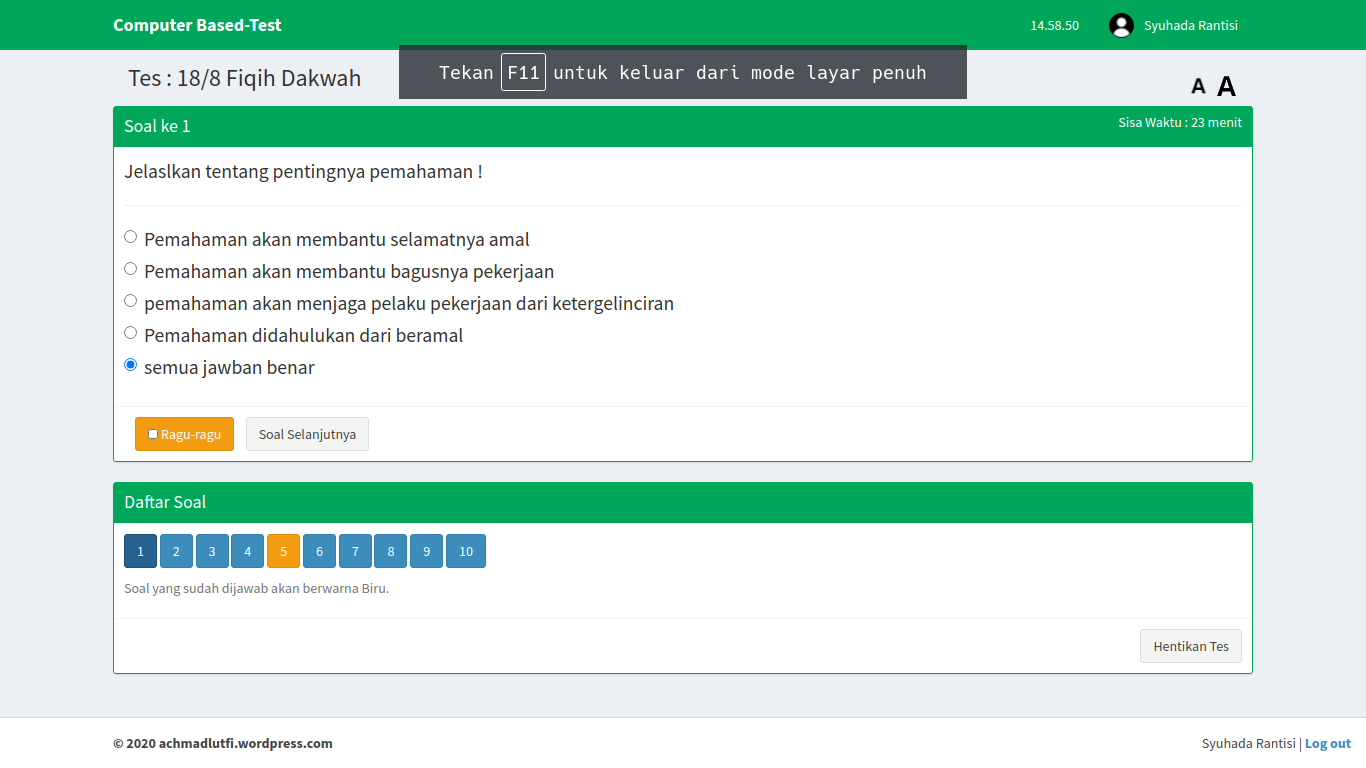 Computer Based-Test
14.58.50
Syuhada Rantisi
Tes : 18/8 Fiqih Dakwah
Tekan F11 untuk keluar dari mode layar penuh
A A
Soal ke 1
Sisa Waktu : 23 menit
Jelaslkan tentang pentingnya pemahaman !
Pemahaman akan membantu selamatnya amal
Pemahaman akan membantu bagusnya pekerjaan
pemahaman akan menjaga pelaku pekerjaan dari ketergelinciran
Pemahaman didahulukan dari beramal
semua jawban benar
Ragu-ragu
Soal Selanjutnya
Daftar Soal
1 2 3 4 5 6 7 8 9 10
Soal yang sudah dijawab akan berwarna Biru.
Hentikan Tes
© 2020 achmadlutfi.wordpress.com
Syuhada Rantisi | Log out